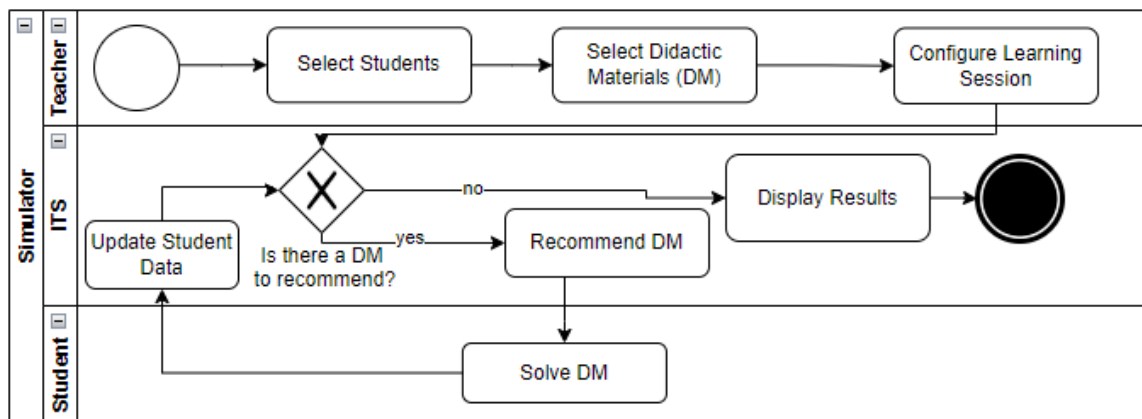 Simulator
Teacher
Select Students
Select Didactic
Materials (DM)
Configure Learning
Session
ITS
no
Display Results
yes
Recommend DM
Is there a DM
to recommend?
Update Student
Data
Student
Solve DM